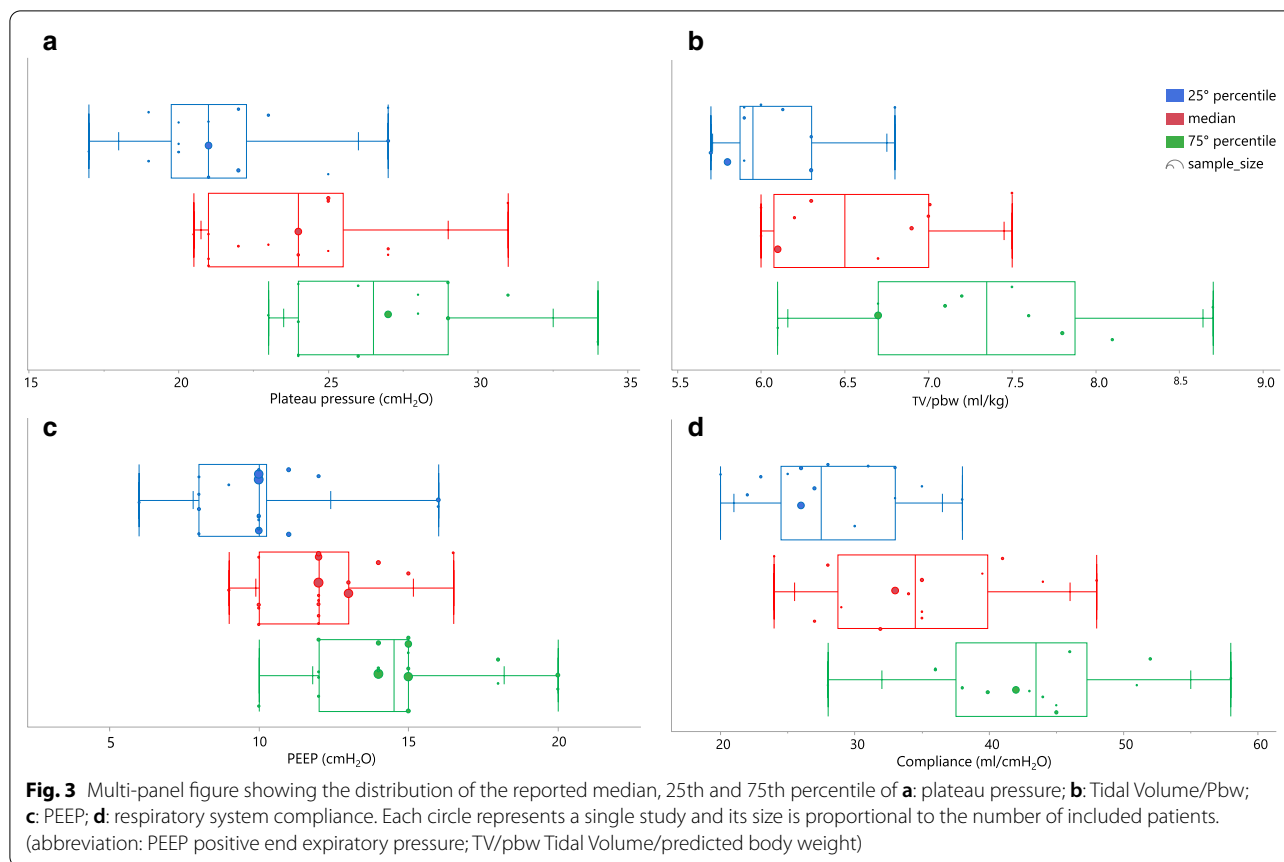 a
15 20 25 30 35
Plateau pressure (cmH₂O)
b
25° percentile
median
75° percentile
sample_size
5.5 6.0 6.5 7.0 7.5 8.0 8.5 9.0
TV/pbw (ml/kg)
c
5 10 15 20
PEEP (cmH₂O)
d
20 30 40 50 60
Compliance (ml/cmH₂O)
Fig. 3 Multi-panel figure showing the distribution of the reported median, 25th and 75th percentile of a: plateau pressure; b: Tidal Volume/Pbw;
c: PEEP; d: respiratory system compliance. Each circle represents a single study and its size is proportional to the number of included patients.
(abbreviation: PEEP positive end expiratory pressure; TV/pbw Tidal Volume/predicted body weight)